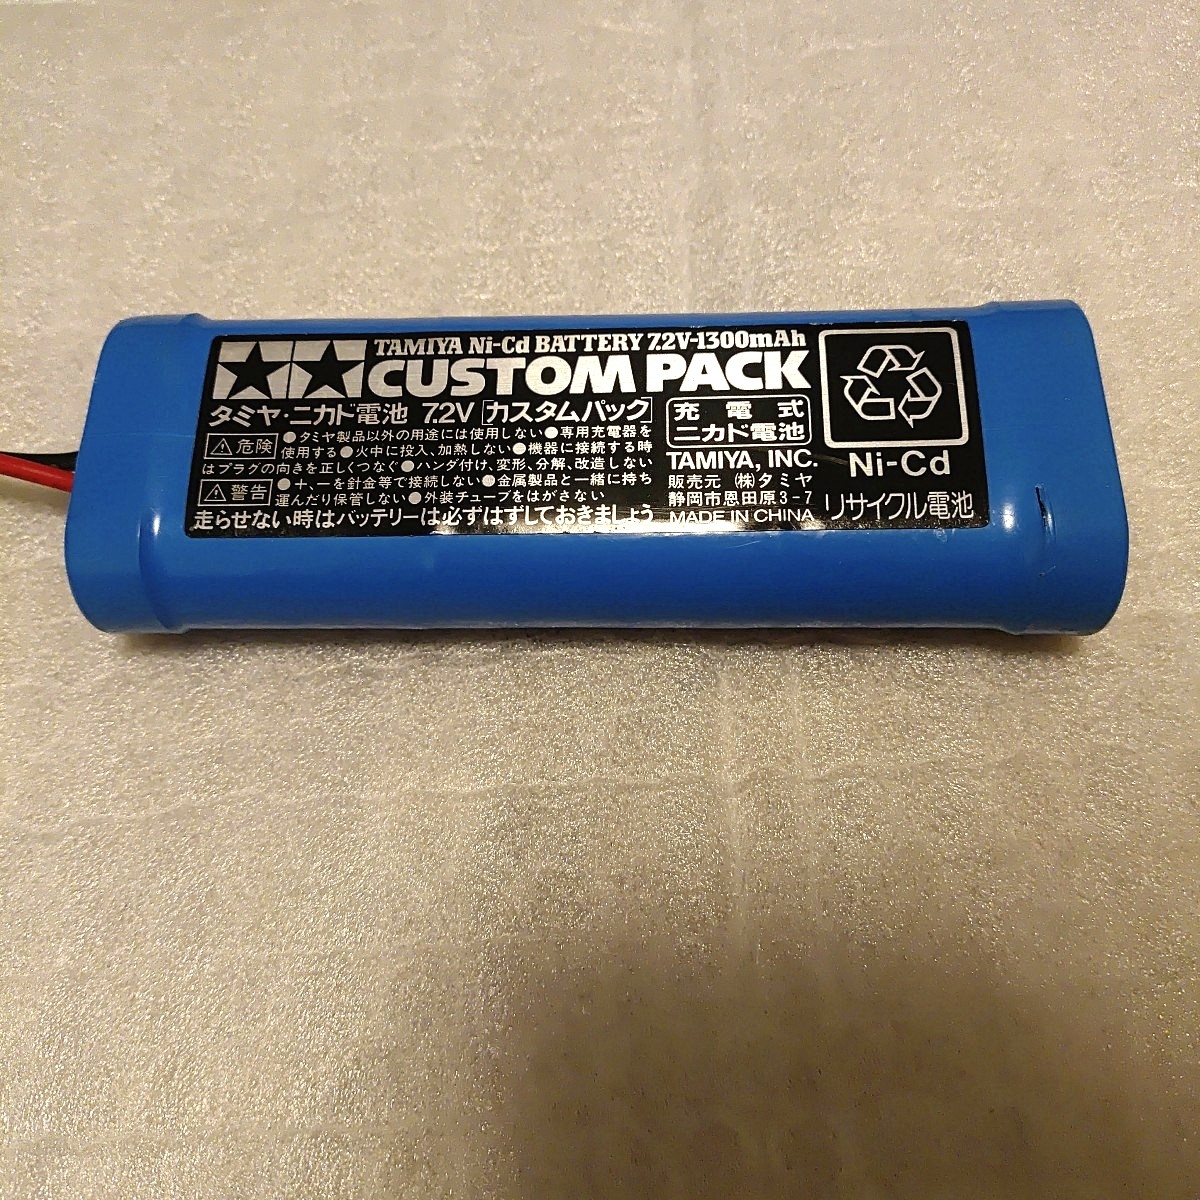 TAMIYA Ni-Cd BATTERY 7.2V-1300mAh
CUSTOM PACK
タミヤ・ニカド電池 7.2V カスタムパック
危険 ●タミヤ製品以外の用途には使用しない●専用充電器を
使用する●火中に投入、加熱しない●機器に接続する時
はプラグの向きを正しくつなぐ●ハンダ付け、変形、分解、改造しない
警告 ●＋、－を針金等で接続しない●金属製品と一緒に持ち
運んだり保管しない●外装チューブをはがさない
走らせない時はバッテリーは必ずはずしておきましょう
充電式
ニカド電池
TAMIYA, INC.
販売元 (株)タミヤ
静岡市恩田原3-7
MADE IN CHINA
Ni-Cd
リサイクル電池